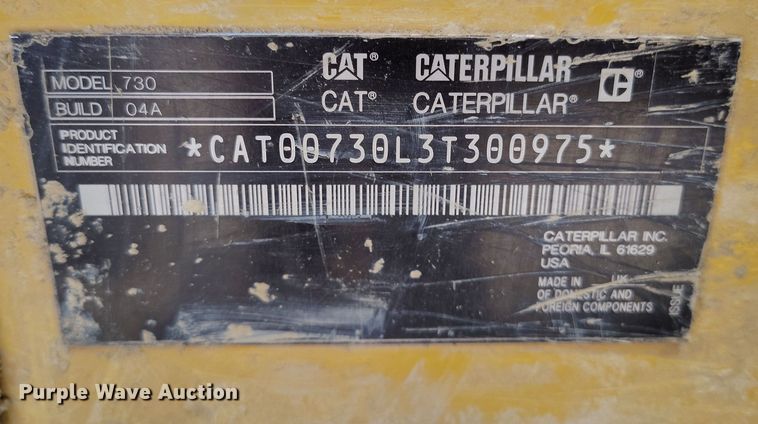 MODEL 730
BUILD 04A
CAT® CATERPILLAR
CAT® CATERPILLAR®
PRODUCT
IDENTIFICATION
NUMBER
*CAT00730L3T300975*
CATERPILLAR INC.
PEORIA, IL 61629
USA
MADE IN UK
OF DOMESTIC AND
FOREIGN COMPONENTS
ISSUE
Purple Wave Auction